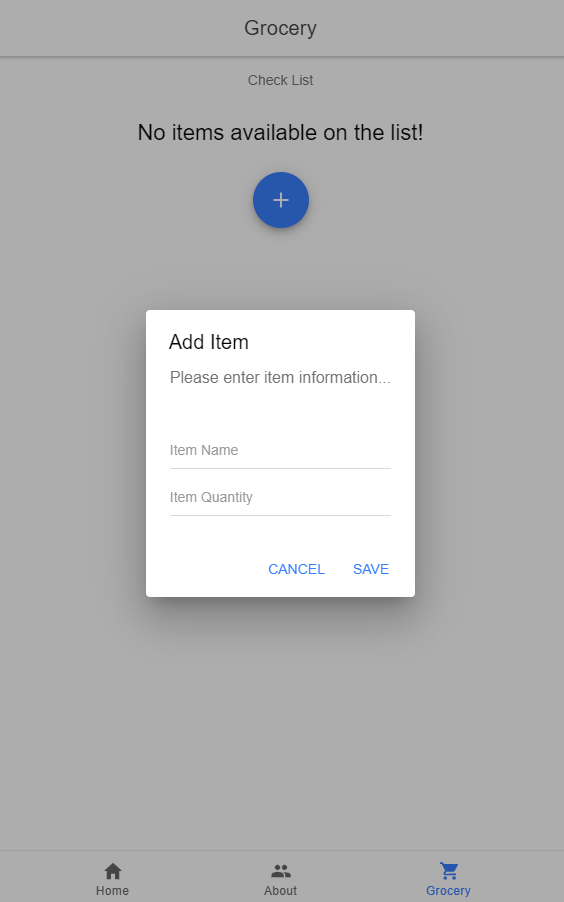 Grocery
Check List
No items available on the list!
Add Item
Please enter item information...
Item Name
Item Quantity
CANCEL SAVE
Home About Grocery